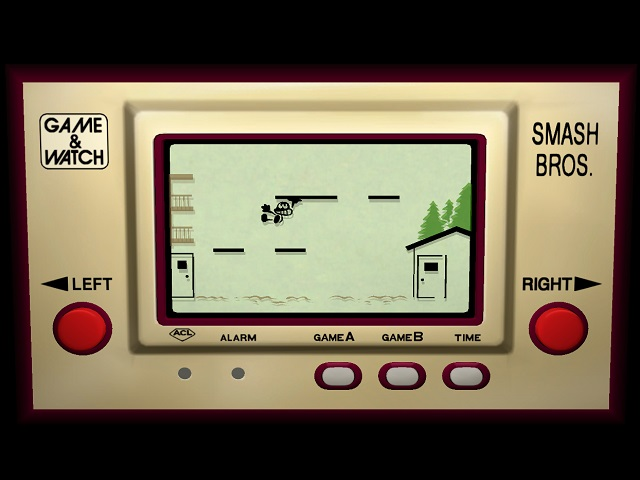 GAME
&
WATCH
SMASH
BROS.
LEFT
RIGHT
ACL
ALARM
GAME A
GAME B
TIME